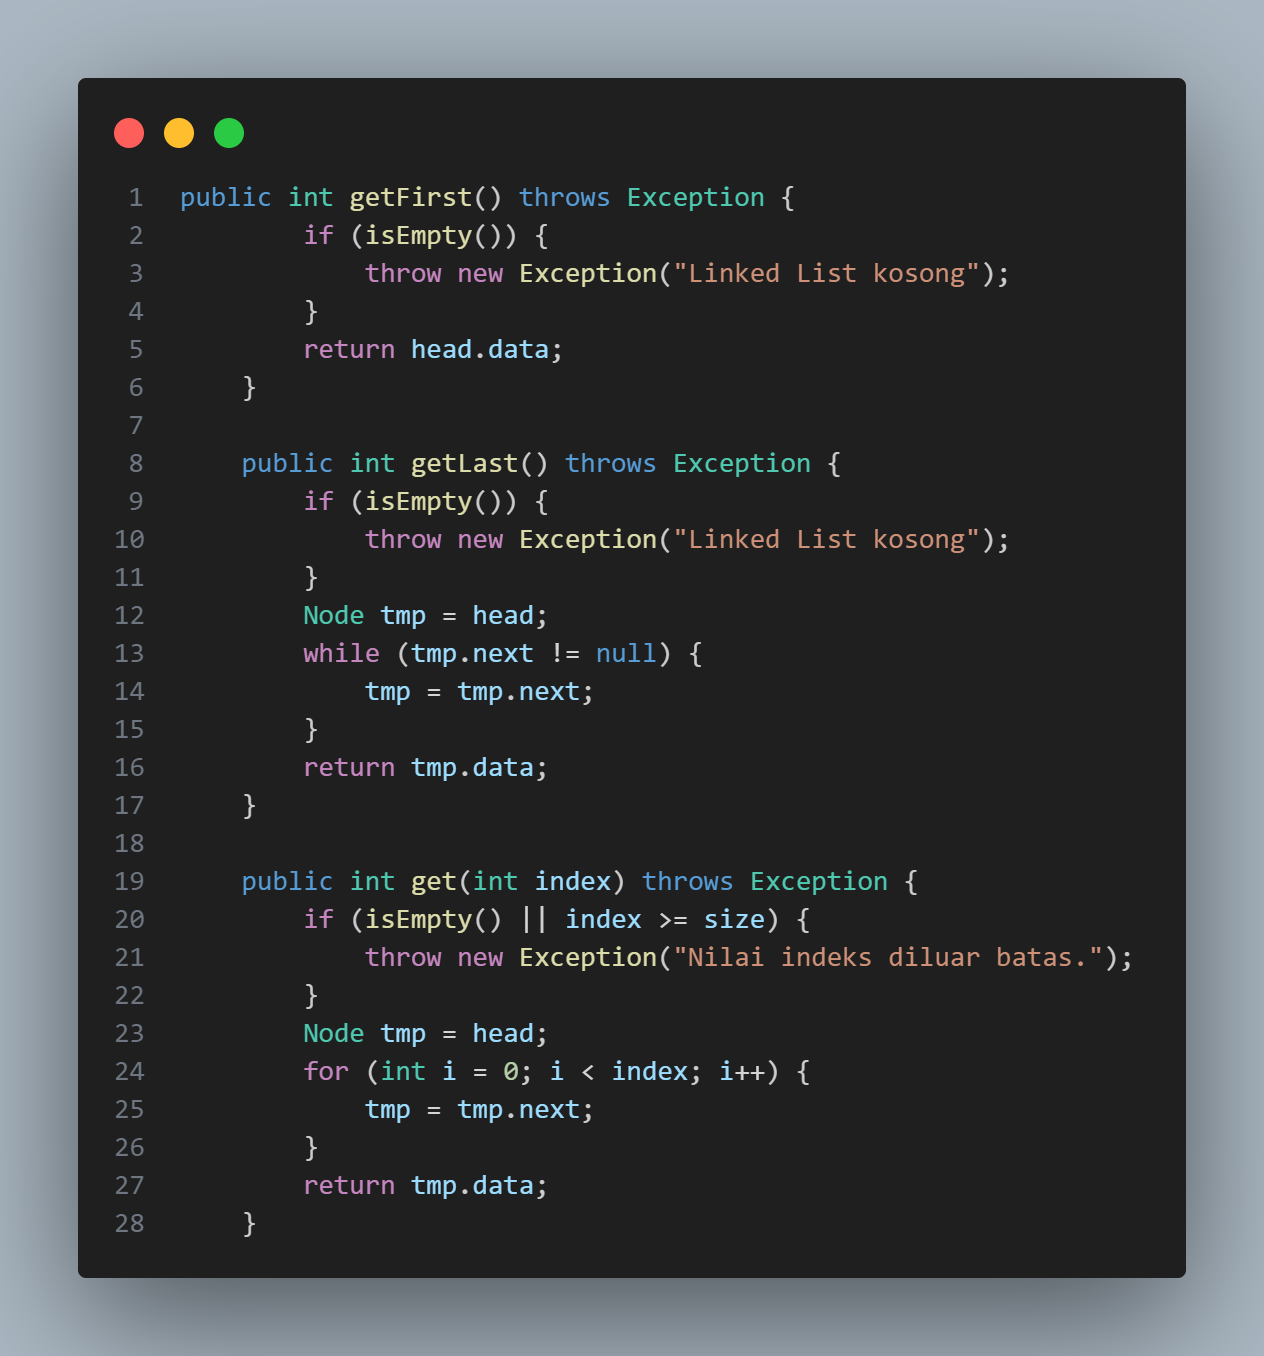 1 public int getFirst() throws Exception {
2         if (isEmpty()) {
3             throw new Exception("Linked List kosong");
4         }
5         return head.data;
6     }
7
8     public int getLast() throws Exception {
9         if (isEmpty()) {
10             throw new Exception("Linked List kosong");
11         }
12         Node tmp = head;
13         while (tmp.next != null) {
14             tmp = tmp.next;
15         }
16         return tmp.data;
17     }
18
19     public int get(int index) throws Exception {
20         if (isEmpty() || index >= size) {
21             throw new Exception("Nilai indeks diluar batas.");
22         }
23         Node tmp = head;
24         for (int i = 0; i < index; i++) {
25             tmp = tmp.next;
26         }
27         return tmp.data;
28     }